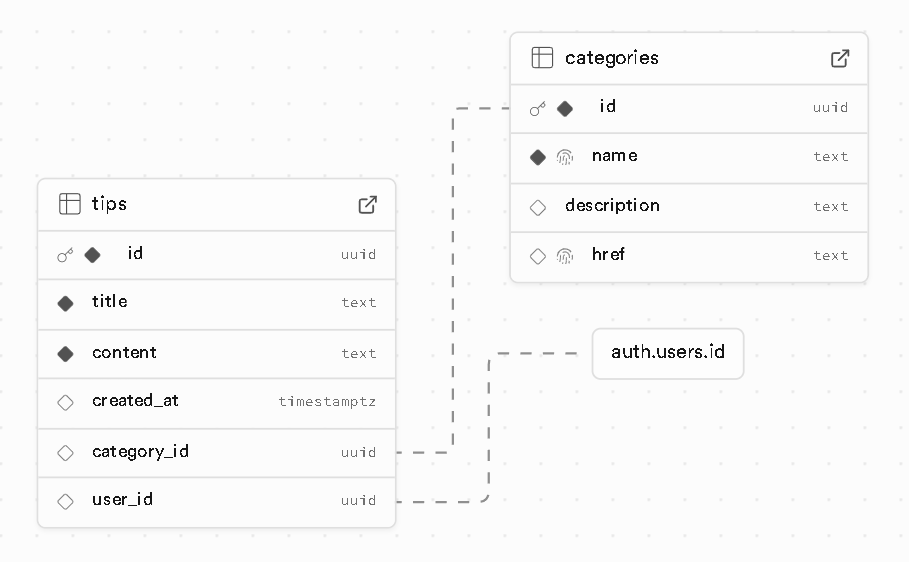 categories
id uuid
name text
description text
href text
tips
id uuid
title text
content text
created_at timestamptz
category_id uuid
user_id uuid
auth.users.id